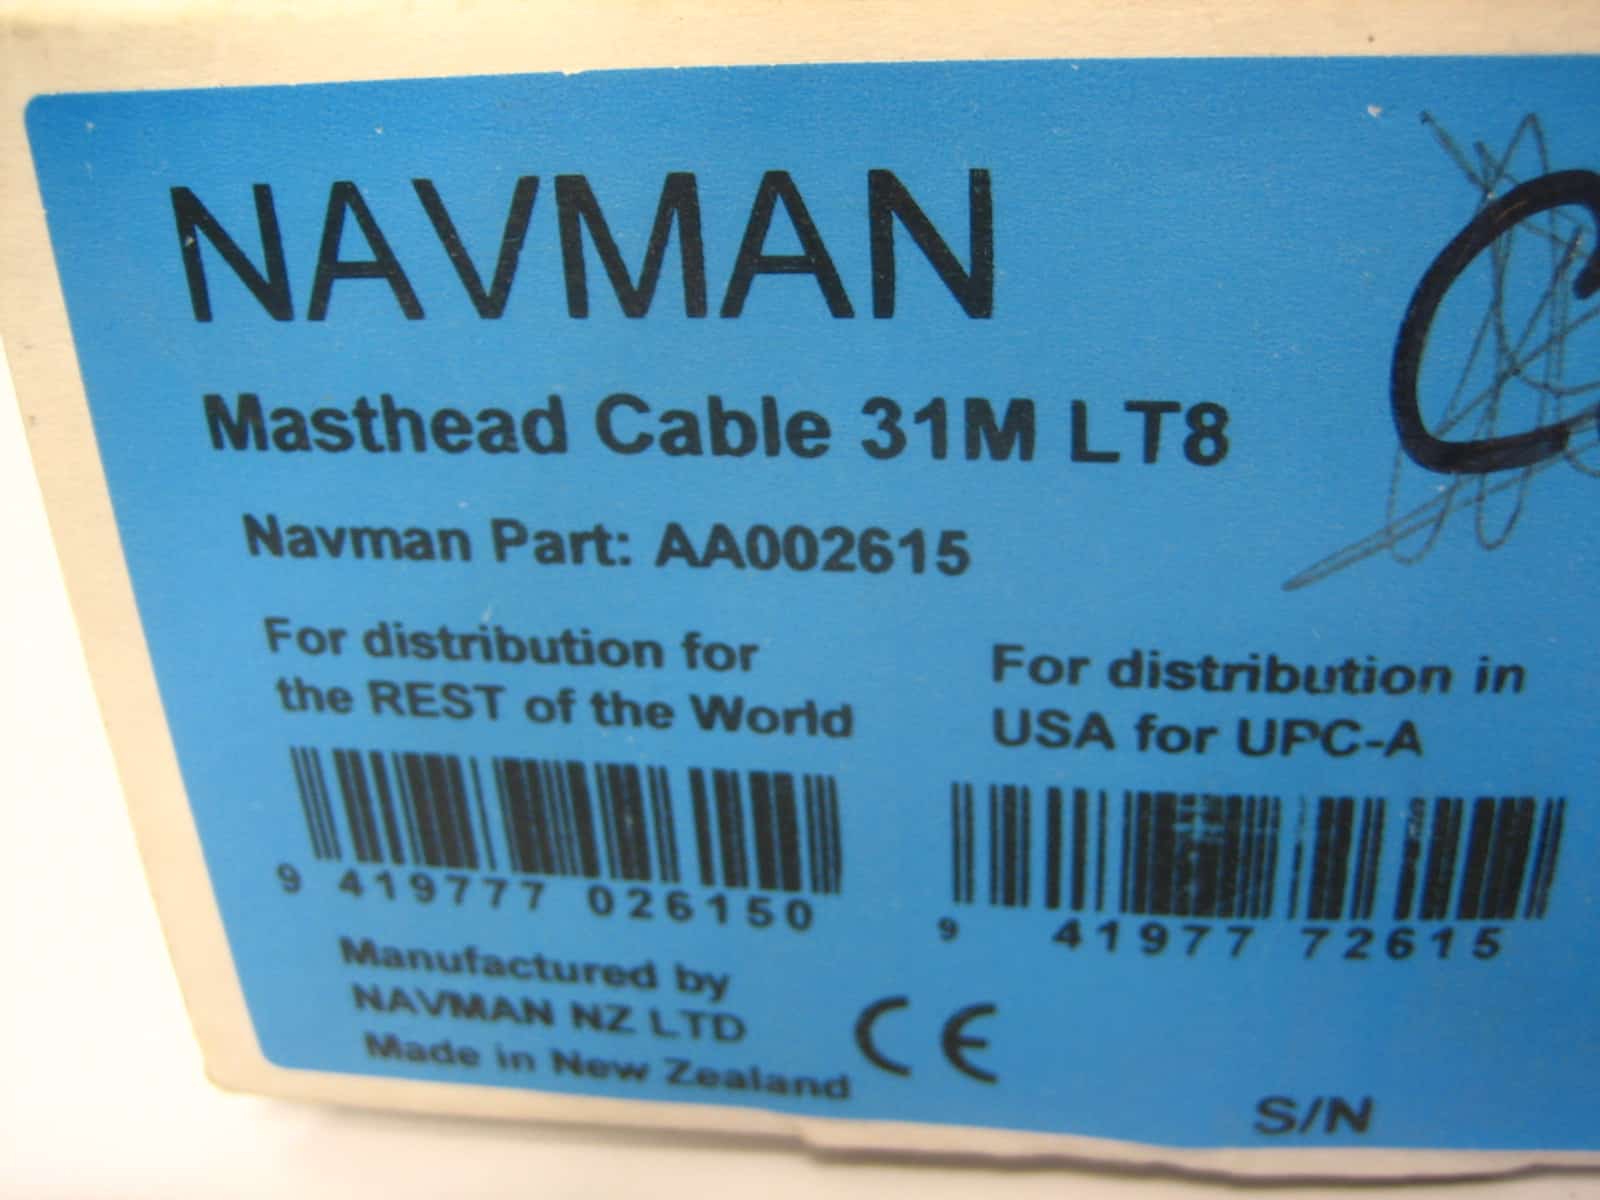 NAVMAN
Masthead Cable 31M LT8
Navman Part: AA002615
For distribution for
the REST of the World
9 419777 026150
For distribution in
USA for UPC-A
9 41977 72615
Manufactured by
NAVMAN NZ LTD
Made in New Zealand
CE
S/N